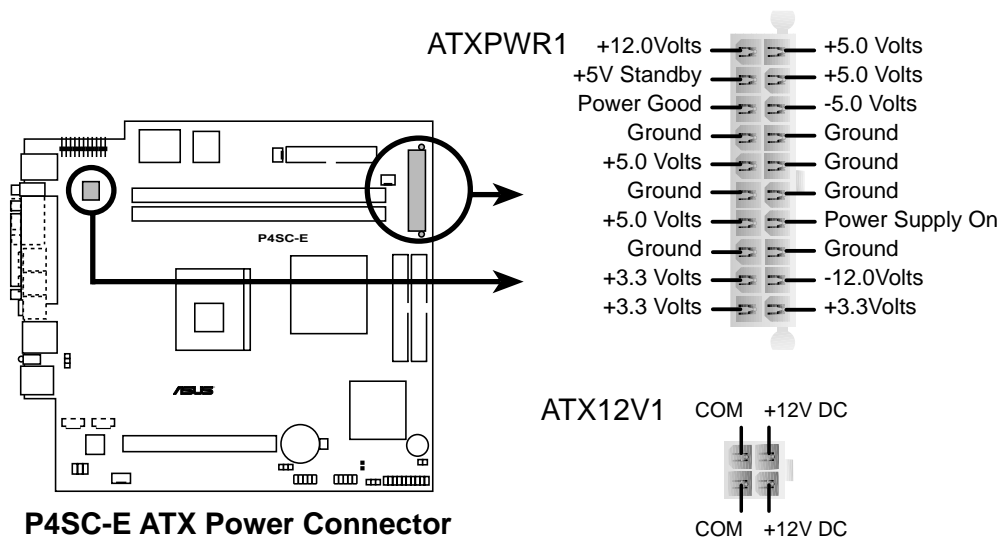 ATXPWR1
+12.0Volts +5.0 Volts
+5V Standby +5.0 Volts
Power Good -5.0 Volts
Ground Ground
+5.0 Volts Ground
Ground Ground
+5.0 Volts Power Supply On
Ground Ground
+3.3 Volts -12.0Volts
+3.3 Volts +3.3Volts
P4SC-E
/SUS
ATX12V1
COM +12V DC
COM +12V DC
P4SC-E ATX Power Connector